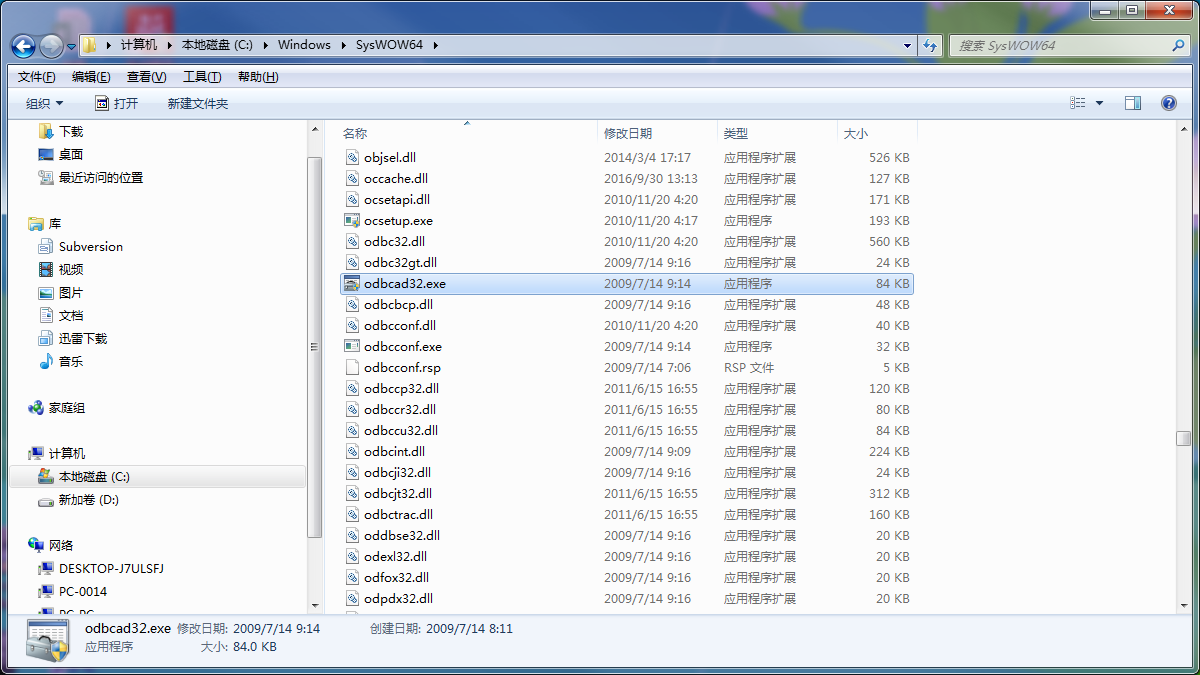 计算机 本地磁盘 (C:) Windows SysWOW64
搜索 SysWOW64
文件(F) 编辑(E) 查看(V) 工具(T) 帮助(H)
组织 打开 新建文件夹
下载
桌面
最近访问的位置
库
Subversion
视频
图片
文档
迅雷下载
音乐
家庭组
计算机
本地磁盘 (C:)
新加卷 (D:)
网络
DESKTOP-J7ULSFJ
PC-0014
PC-PC
名称 修改日期 类型 大小
objsel.dll 2014/3/4 17:17 应用程序扩展 526 KB
occache.dll 2016/9/30 13:13 应用程序扩展 127 KB
ocsetapi.dll 2010/11/20 4:20 应用程序扩展 171 KB
ocsetup.exe 2010/11/20 4:17 应用程序 193 KB
odbc32.dll 2010/11/20 4:20 应用程序扩展 560 KB
odbc32gt.dll 2009/7/14 9:16 应用程序扩展 24 KB
odbcad32.exe 2009/7/14 9:14 应用程序 84 KB
odbcbcp.dll 2009/7/14 9:16 应用程序扩展 48 KB
odbcconf.dll 2010/11/20 4:20 应用程序扩展 40 KB
odbcconf.exe 2009/7/14 9:14 应用程序 32 KB
odbcconf.rsp 2009/7/14 7:06 RSP 文件 5 KB
odbccp32.dll 2011/6/15 16:55 应用程序扩展 120 KB
odbccr32.dll 2011/6/15 16:55 应用程序扩展 80 KB
odbccu32.dll 2011/6/15 16:55 应用程序扩展 84 KB
odbcint.dll 2009/7/14 9:09 应用程序扩展 224 KB
odbcji32.dll 2009/7/14 9:16 应用程序扩展 24 KB
odbcjt32.dll 2011/6/15 16:55 应用程序扩展 312 KB
odbctrac.dll 2011/6/15 16:55 应用程序扩展 160 KB
oddbse32.dll 2009/7/14 9:16 应用程序扩展 20 KB
odexl32.dll 2009/7/14 9:16 应用程序扩展 20 KB
odfox32.dll 2009/7/14 9:16 应用程序扩展 20 KB
odpdx32.dll 2009/7/14 9:16 应用程序扩展 20 KB
odbcad32.exe 修改日期: 2009/7/14 9:14 创建日期: 2009/7/14 8:11
应用程序 大小: 84.0 KB